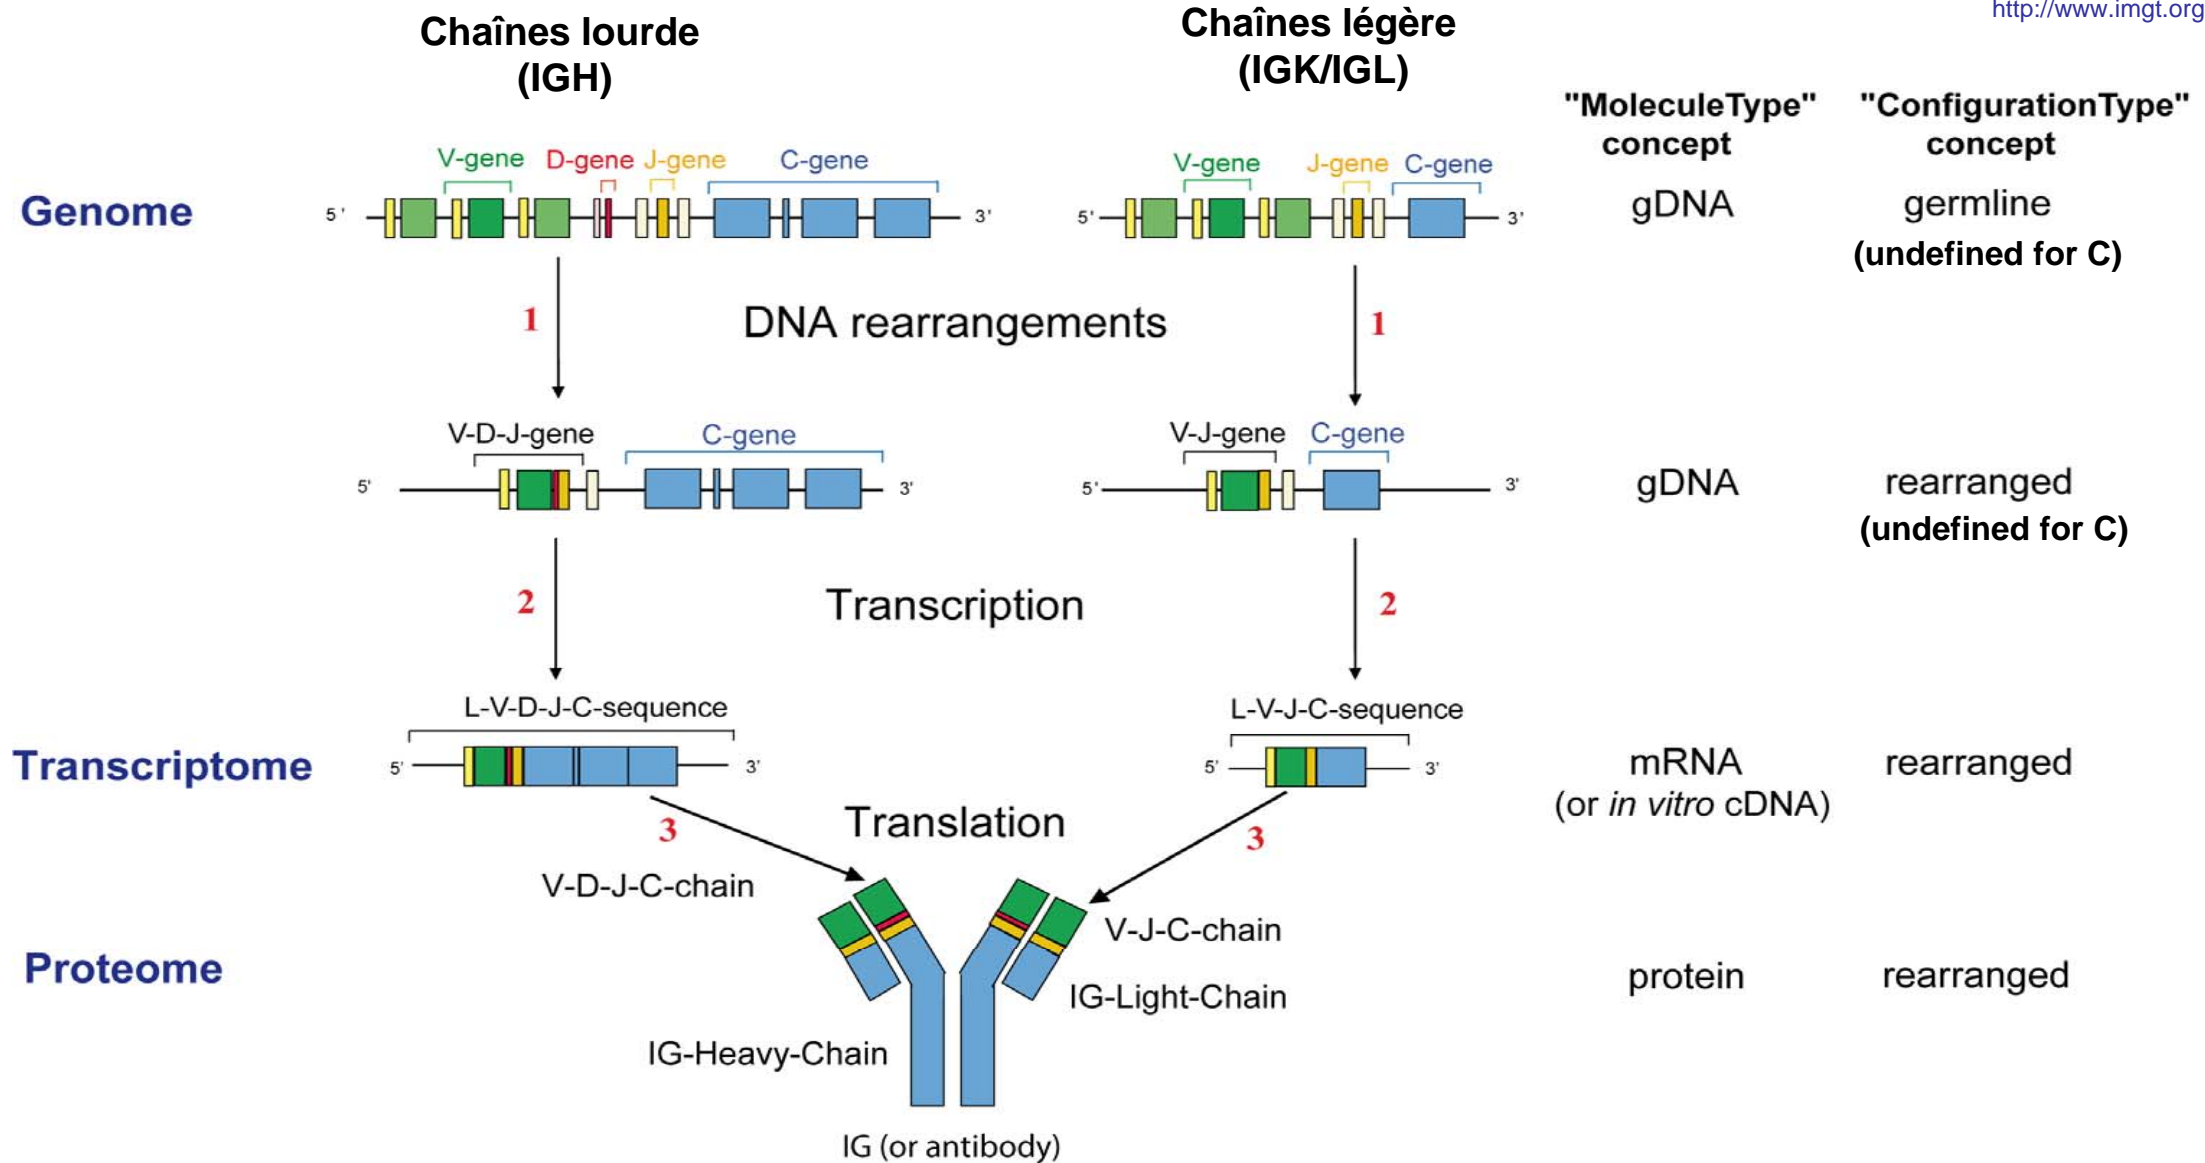 http://www.imgt.org
Chaînes lourde
(IGH)
Chaînes légère
(IGK/IGL)
"MoleculeType"
concept
"ConfigurationType"
concept
V-gene D-gene J-gene C-gene
V-gene J-gene C-gene
Genome
5' 3'
5' 3'
gDNA
germline
(undefined for C)
1
DNA rearrangements
1
V-D-J-gene C-gene
V-J-gene C-gene
5' 3'
5' 3'
gDNA
rearranged
(undefined for C)
2
Transcription
2
L-V-D-J-C-sequence
L-V-J-C-sequence
Transcriptome
5' 3'
5' 3'
mRNA
(or in vitro cDNA)
rearranged
3
Translation
3
V-D-J-C-chain
V-J-C-chain
Proteome
IG-Light-Chain
protein
rearranged
IG-Heavy-Chain
IG (or antibody)